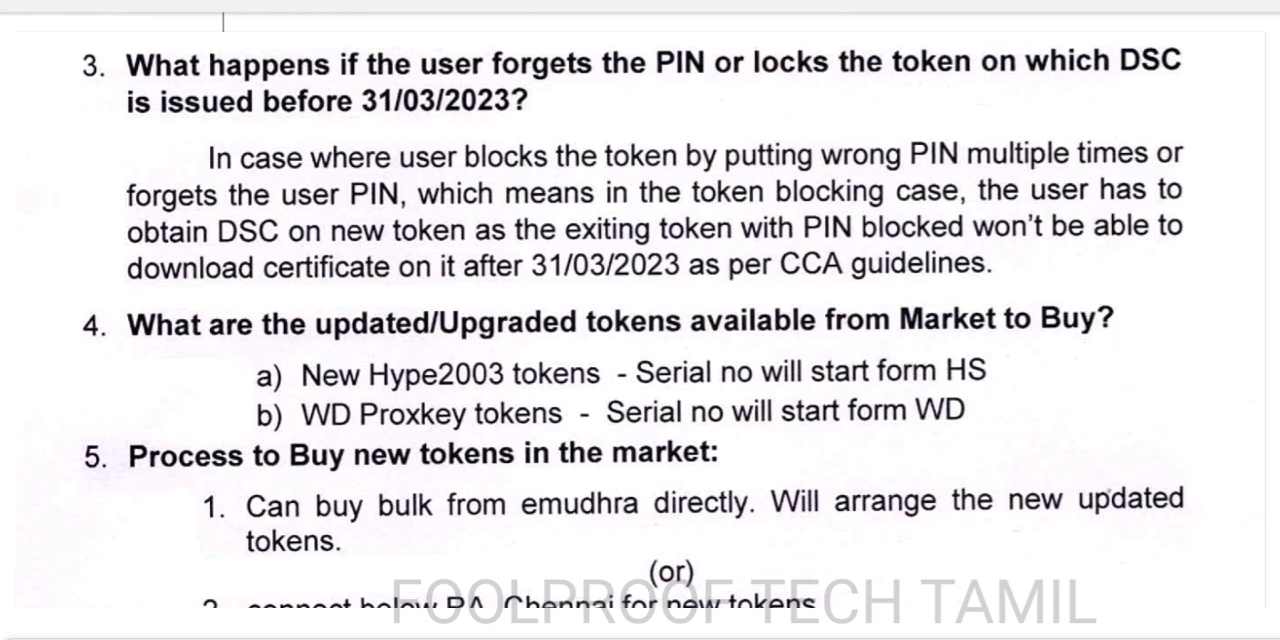 3. What happens if the user forgets the PIN or locks the token on which DSC
is issued before 31/03/2023?
In case where user blocks the token by putting wrong PIN multiple times or
forgets the user PIN, which means in the token blocking case, the user has to
obtain DSC on new token as the exiting token with PIN blocked won't be able to
download certificate on it after 31/03/2023 as per CCA guidelines.
4. What are the updated/Upgraded tokens available from Market to Buy?
a) New Hype2003 tokens - Serial no will start form HS
b) WD Proxkey tokens - Serial no will start form WD
5. Process to Buy new tokens in the market:
1. Can buy bulk from emudhra directly. Will arrange the new updated
tokens.
(or)
2. connect below RA Chennai for new tokens
FOOLPROOF TECH TAMIL